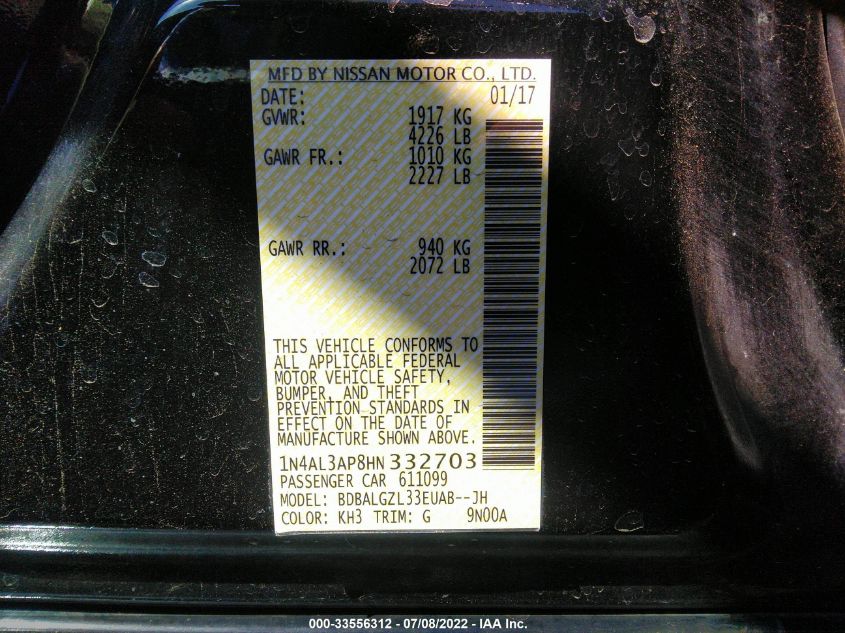 MFD BY NISSAN MOTOR CO., LTD.
DATE: 01/17
GVWR: 1917 KG
4226 LB
GAWR FR.: 1010 KG
2227 LB
GAWR RR.: 940 KG
2072 LB
THIS VEHICLE CONFORMS TO
ALL APPLICABLE FEDERAL
MOTOR VEHICLE SAFETY,
BUMPER, AND THEFT
PREVENTION STANDARDS IN
EFFECT ON THE DATE OF
MANUFACTURE SHOWN ABOVE.
1N4AL3AP8HN 332703
PASSENGER CAR 611099
MODEL: BDBALGZL33EUAB--JH
COLOR: KH3 TRIM: G 9N00A
000-33556312 - 07/08/2022 - IAA Inc.